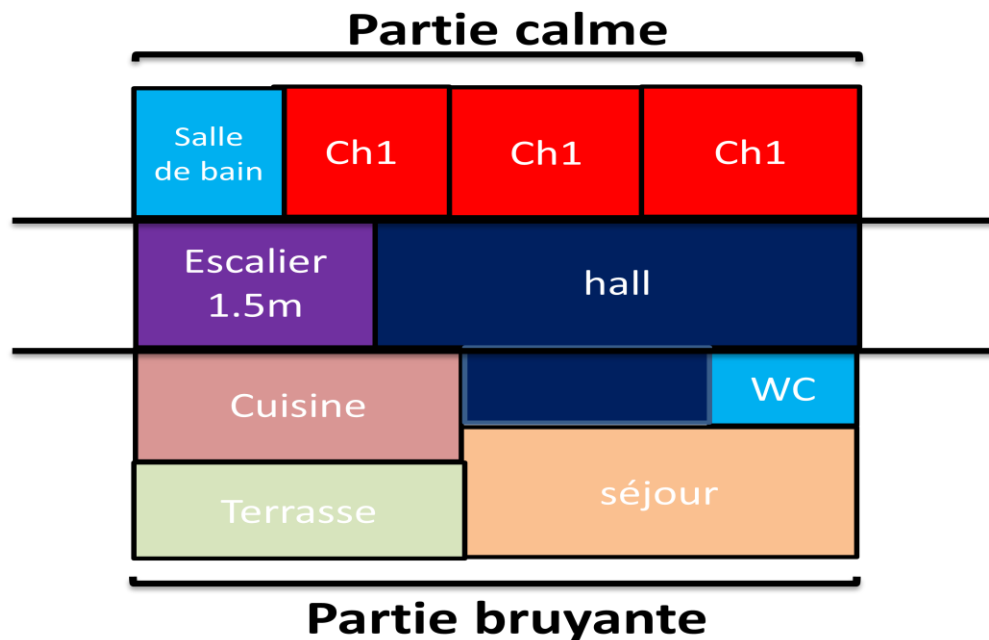 Partie calme
Salle
de bain
Ch1
Ch1
Ch1
Escalier
1.5m
hall
Cuisine
WC
Terrasse
séjour
Partie bruyante